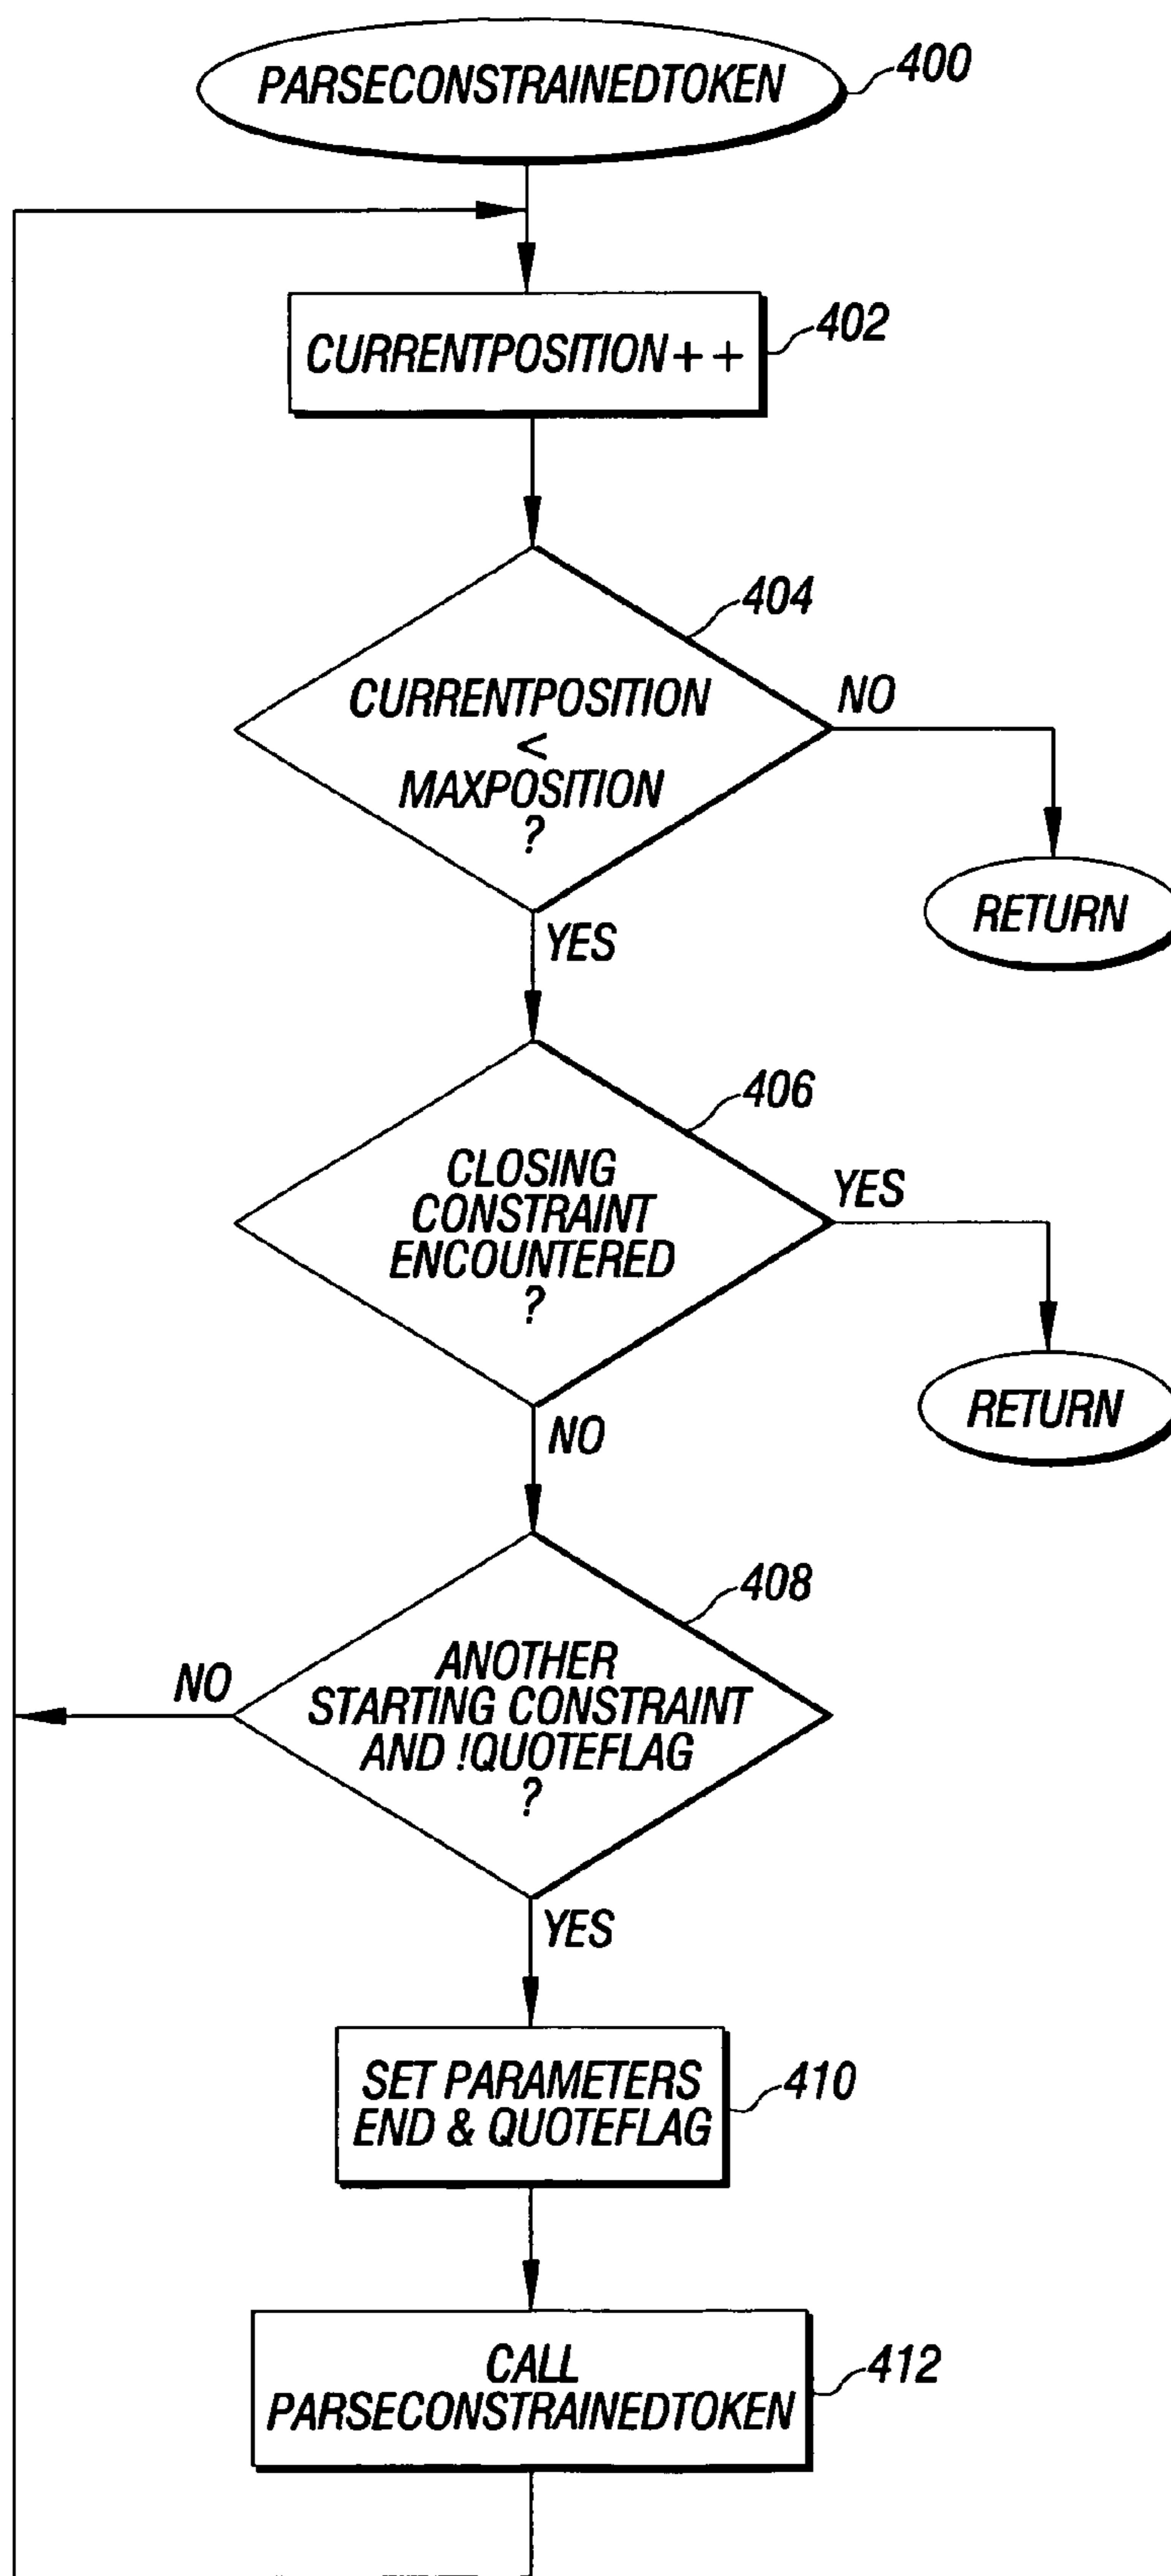 PARSECONSTRAINEDTOKEN
400
CURRENTPOSITION++
402
404
CURRENTPOSITION
<
MAXPOSITION
?
NO
RETURN
YES
406
CLOSING
CONSTRAINT
ENCOUNTERED
?
YES
RETURN
NO
408
ANOTHER
STARTING CONSTRAINT
AND !QUOTEFLAG
?
NO
YES
SET PARAMETERS
END & QUOTEFLAG
410
CALL
PARSECONSTRAINEDTOKEN
412